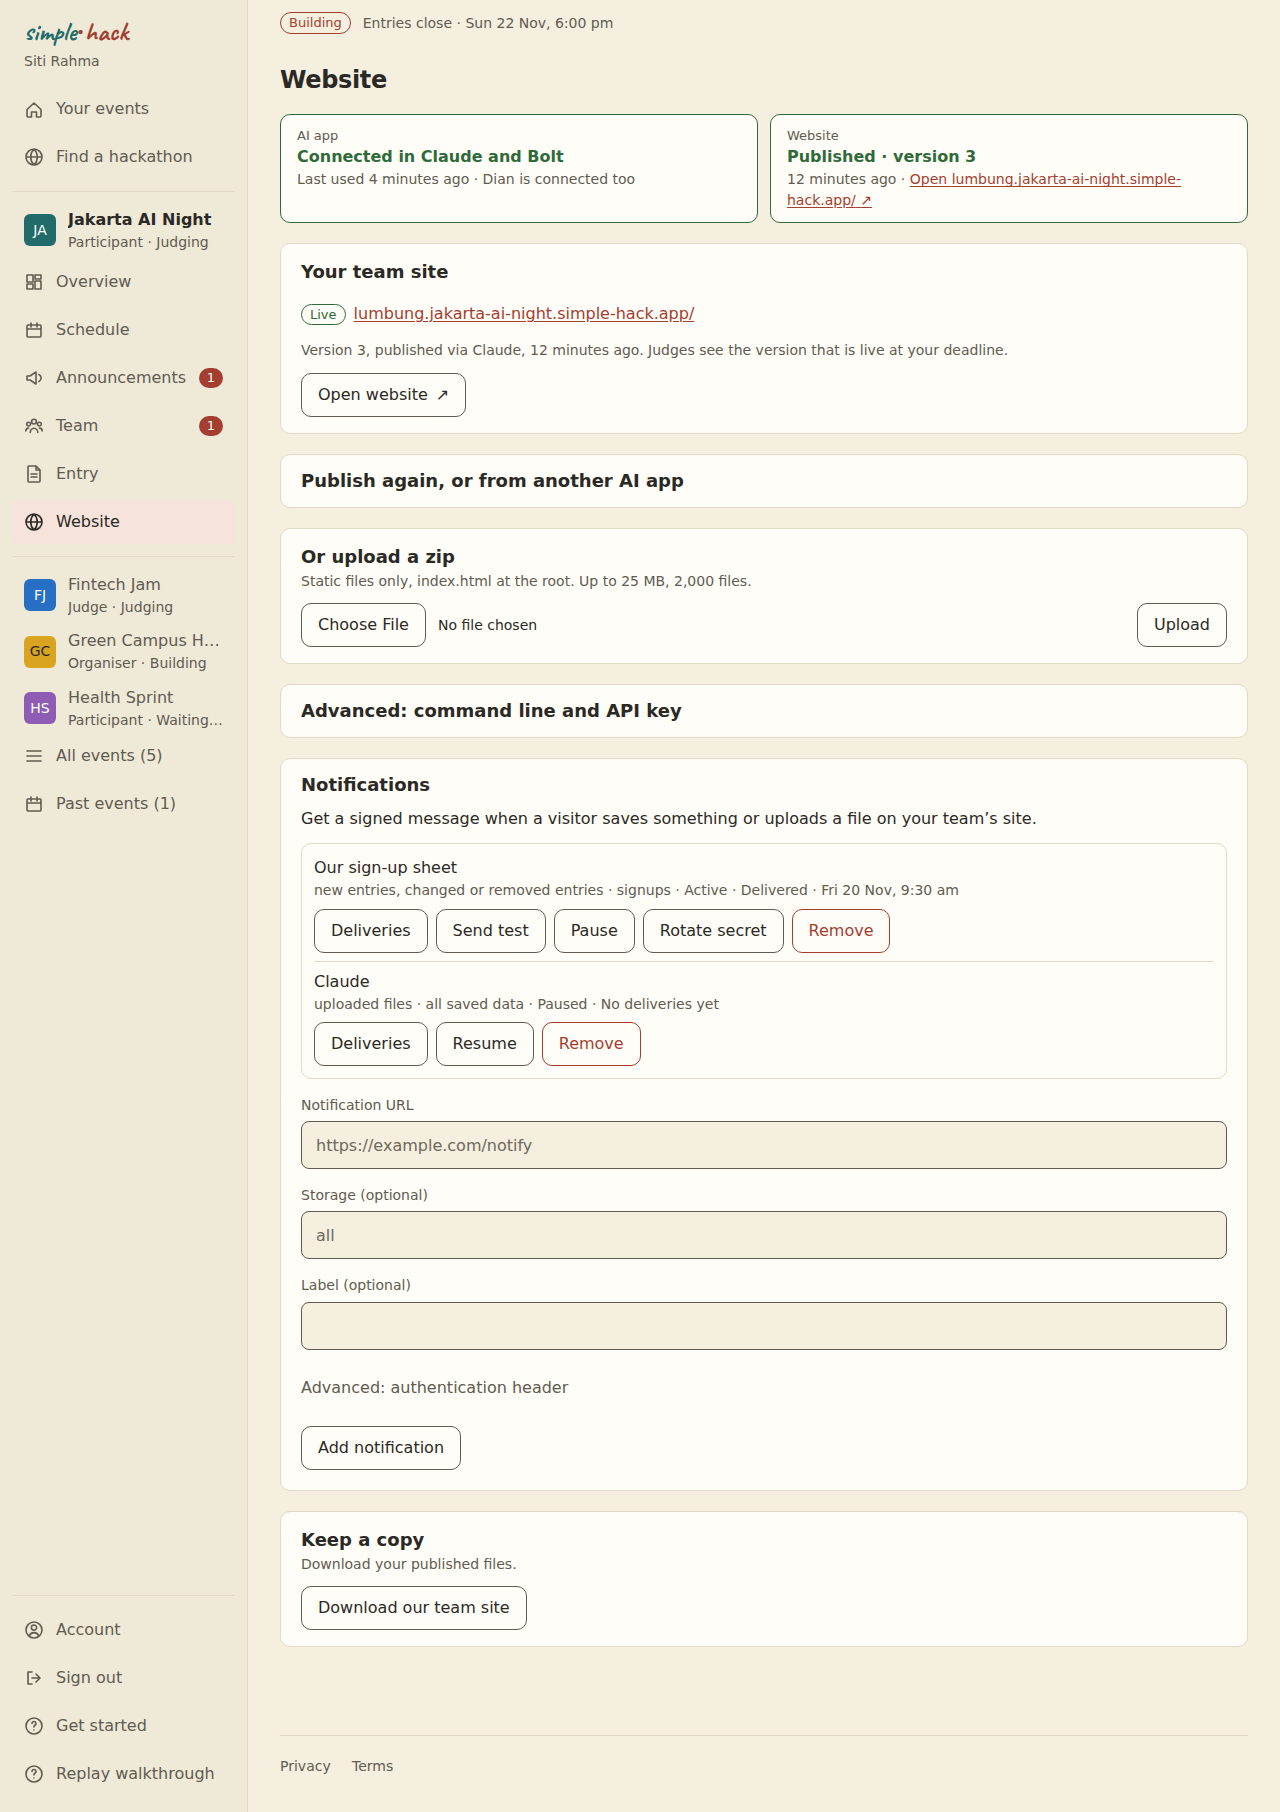 simple·hack
Siti Rahma
Your events
Find a hackathon
JA
Jakarta AI Night
Participant · Judging
Overview
Schedule
Announcements 1
Team 1
Entry
Website
FJ
Fintech Jam
Judge · Judging
GC
Green Campus H…
Organiser · Building
HS
Health Sprint
Participant · Waiting…
All events (5)
Past events (1)
Account
Sign out
Get started
Replay walkthrough
Building Entries close · Sun 22 Nov, 6:00 pm
Website
AI app
Connected in Claude and Bolt
Last used 4 minutes ago · Dian is connected too
Website
Published · version 3
12 minutes ago · Open lumbung.jakarta-ai-night.simple-
hack.app/ ↗
Your team site
Live lumbung.jakarta-ai-night.simple-hack.app/
Version 3, published via Claude, 12 minutes ago. Judges see the version that is live at your deadline.
Open website ↗
Publish again, or from another AI app
Or upload a zip
Static files only, index.html at the root. Up to 25 MB, 2,000 files.
Choose File No file chosen Upload
Advanced: command line and API key
Notifications
Get a signed message when a visitor saves something or uploads a file on your team’s site.
Our sign-up sheet
new entries, changed or removed entries · signups · Active · Delivered · Fri 20 Nov, 9:30 am
Deliveries Send test Pause Rotate secret Remove
Claude
uploaded files · all saved data · Paused · No deliveries yet
Deliveries Resume Remove
Notification URL
https://example.com/notify
Storage (optional)
all
Label (optional)
Advanced: authentication header
Add notification
Keep a copy
Download your published files.
Download our team site
Privacy Terms